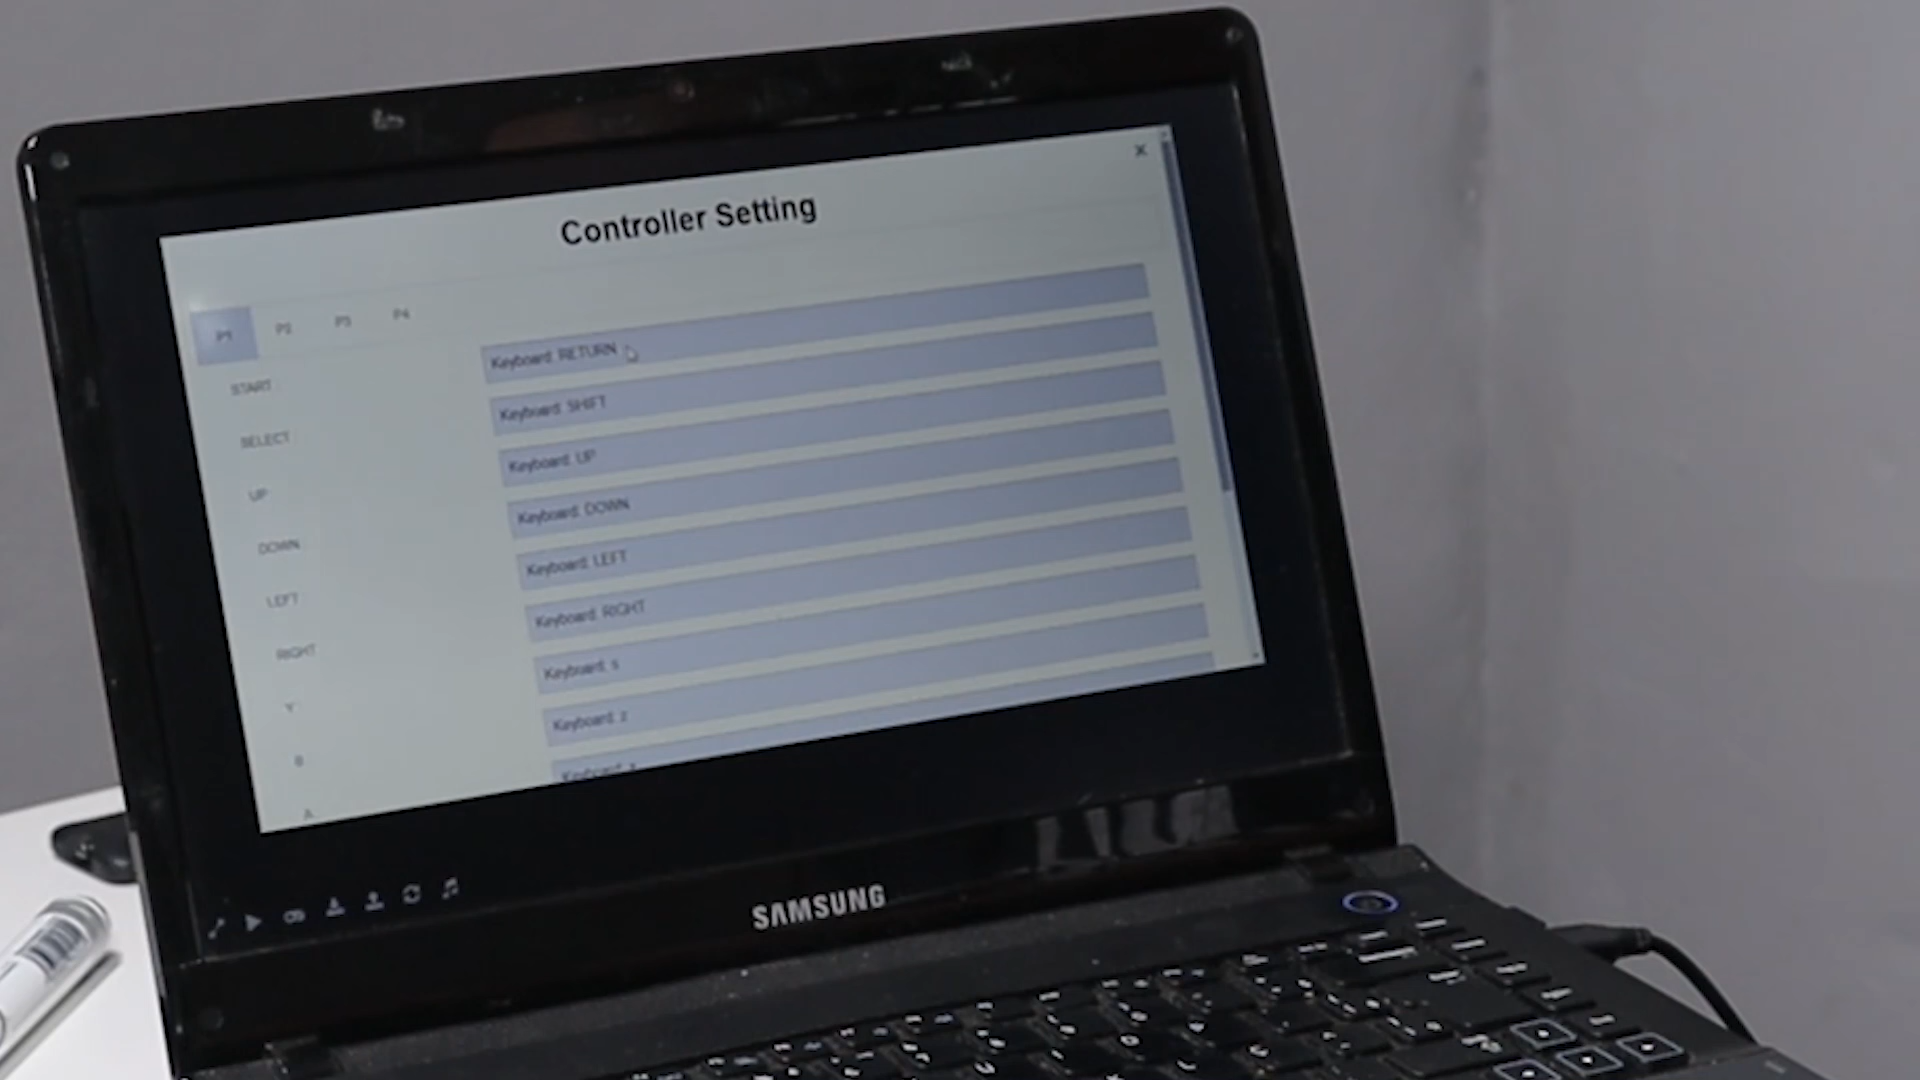 Controller Setting
×
P1 P2 P3 P4
START Keyboard: RETURN
SELECT Keyboard: SHIFT
UP Keyboard: UP
DOWN Keyboard: DOWN
LEFT Keyboard: LEFT
RIGHT Keyboard: RIGHT
Y Keyboard: s
B Keyboard: z
A Keyboard: x
SAMSUNG